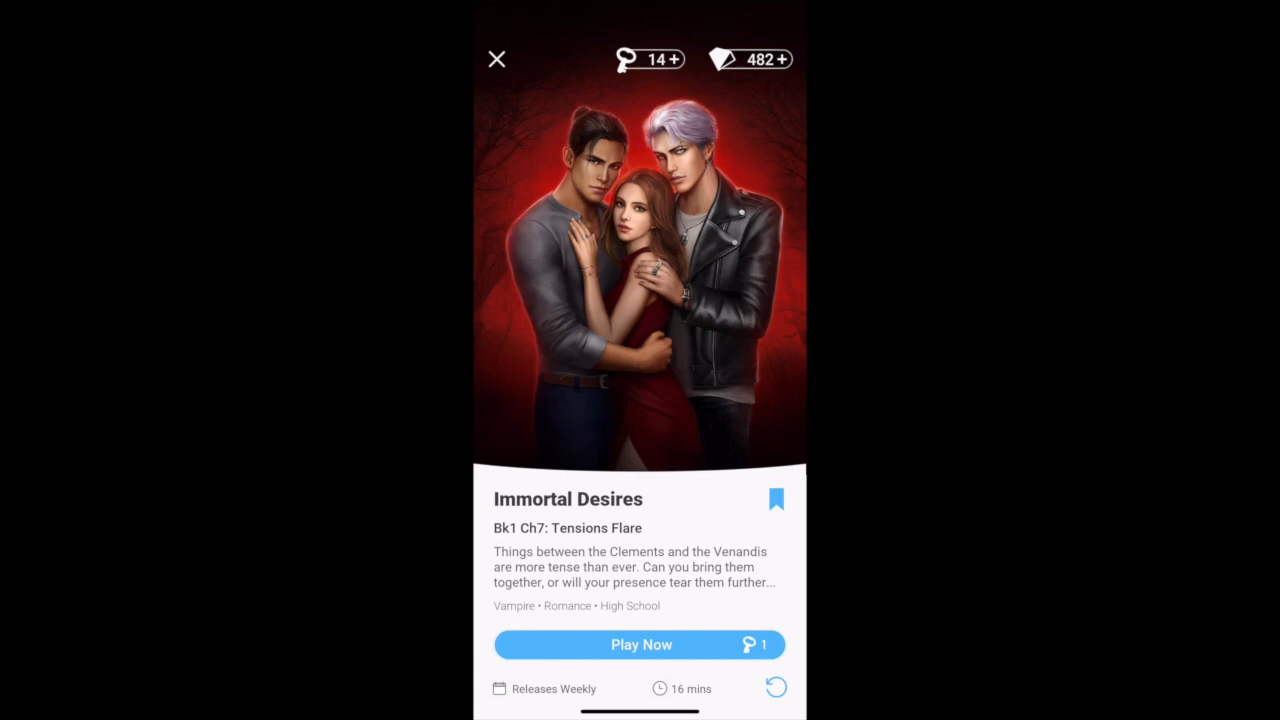 14 +
482 +
Immortal Desires
Bk1 Ch7: Tensions Flare
Things between the Clements and the Venandis
are more tense than ever. Can you bring them
together, or will your presence tear them further...
Vampire • Romance • High School
Play Now 1
Releases Weekly
16 mins